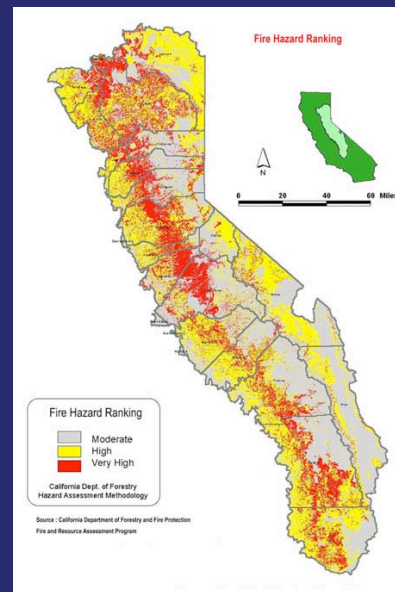 Fire Hazard Ranking
N
0 20 40 60 Miles
Fire Hazard Ranking
Moderate
High
Very High
California Dept. of Forestry
Hazard Assessment Methodology
Source : California Department of Forestry and Fire Protection
Fire and Resource Assessment Program